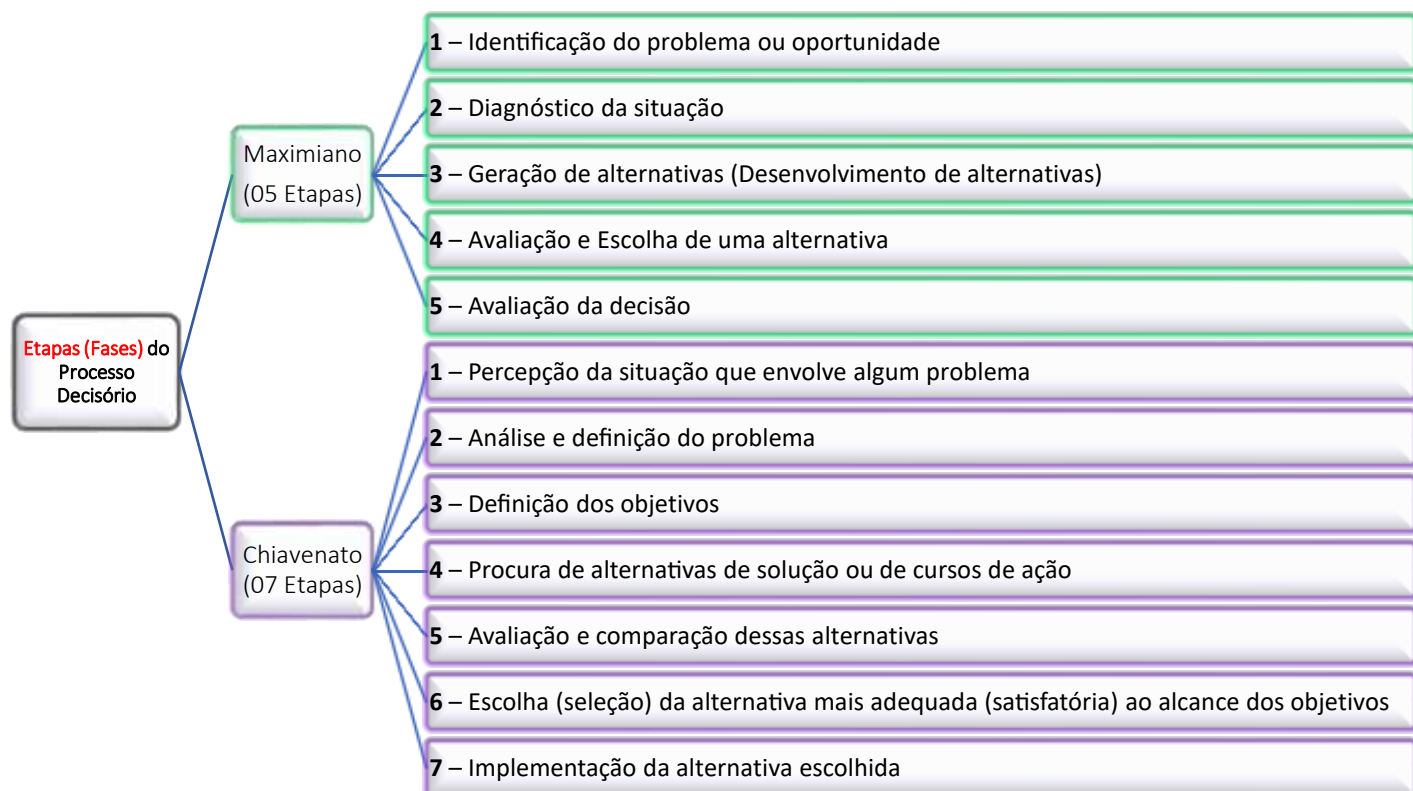 Etapas (Fases) do
Processo
Decisório
Maximiano
(05 Etapas)
1 – Identificação do problema ou oportunidade
2 – Diagnóstico da situação
3 – Geração de alternativas (Desenvolvimento de alternativas)
4 – Avaliação e Escolha de uma alternativa
5 – Avaliação da decisão
Chiavenato
(07 Etapas)
1 – Percepção da situação que envolve algum problema
2 – Análise e definição do problema
3 – Definição dos objetivos
4 – Procura de alternativas de solução ou de cursos de ação
5 – Avaliação e comparação dessas alternativas
6 – Escolha (seleção) da alternativa mais adequada (satisfatória) ao alcance dos objetivos
7 – Implementação da alternativa escolhida